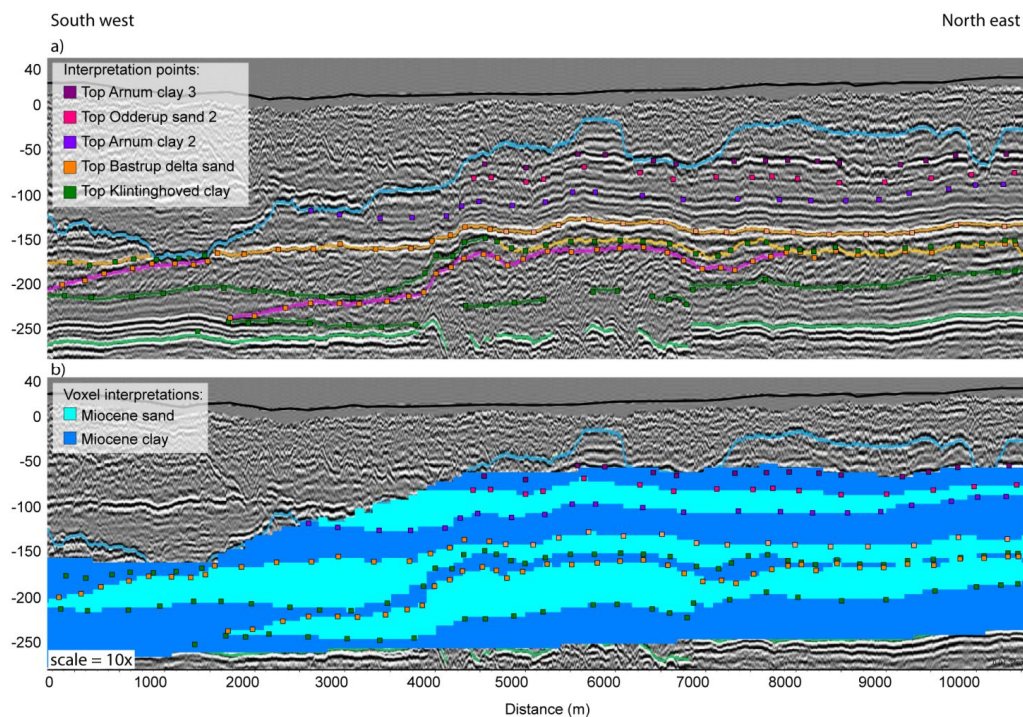 South west
North east
a)
40
0
-50
-100
-150
-200
-250
Interpretation points:
Top Arnum clay 3
Top Odderup sand 2
Top Arnum clay 2
Top Bastrup delta sand
Top Klintinghoved clay
b)
40
0
-50
-100
-150
-200
-250
Voxel interpretations:
Miocene sand
Miocene clay
scale = 10x
0 1000 2000 3000 4000 5000 6000 7000 8000 9000 10000
Distance (m)